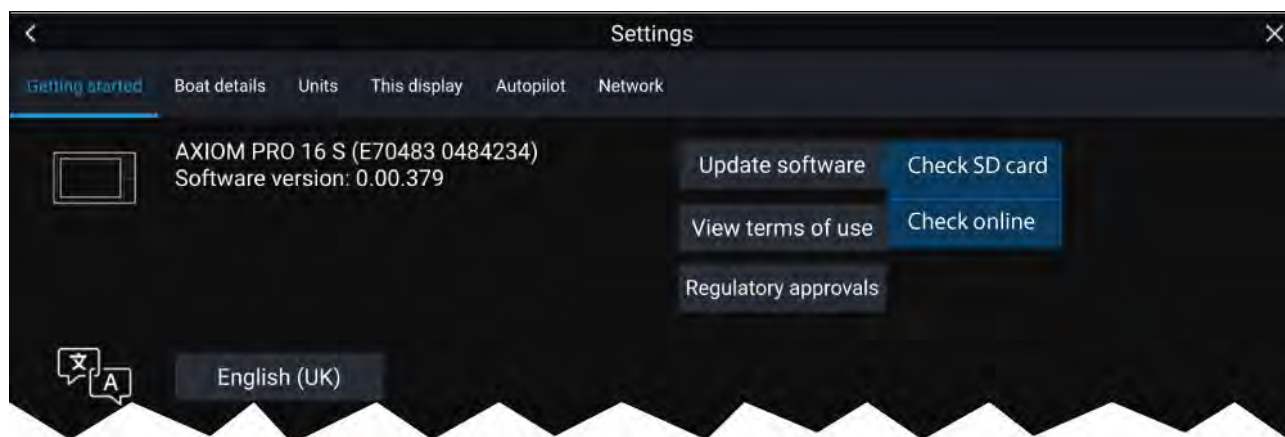 Settings
Getting started Boat details Units This display Autopilot Network
AXIOM PRO 16 S (E70483 0484234)
Software version: 0.00.379
Update software Check SD card
View terms of use Check online
Regulatory approvals
文 A
English (UK)